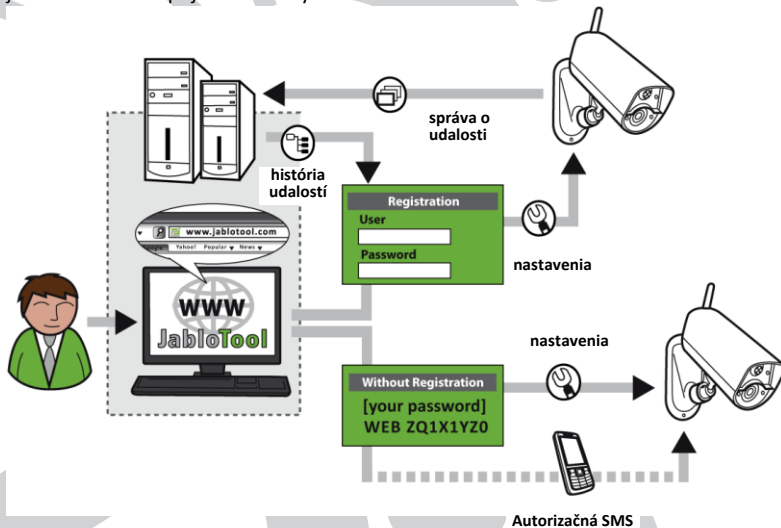 správa o
udalosti
história
udalostí
Registration
User
Password
www.jablotool.com
Yahoo! Popular News
nastavenia
WWW
JabloTool
nastavenia
Without Registration
[your password]
WEB ZQ1X1YZ0
Autorizačná SMS